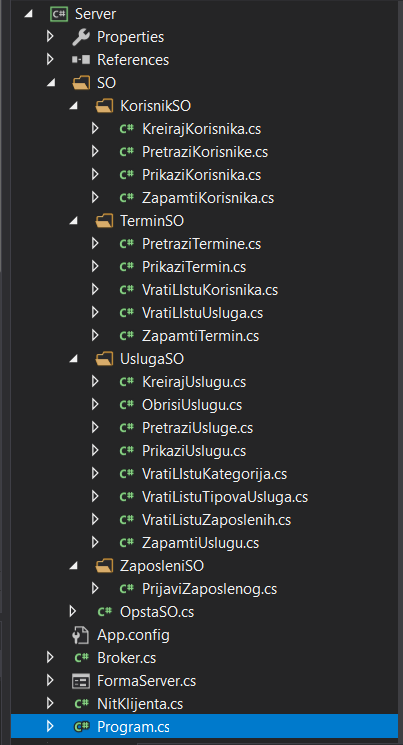 C# Server
Properties
References
SO
KorisnikSO
C# KreirajKorisnika.cs
C# PretraziKorisnike.cs
C# PrikaziKorisnika.cs
C# ZapamtiKorisnika.cs
TerminSO
C# PretraziTermine.cs
C# PrikaziTermin.cs
C# VratiLIstuKorisnika.cs
C# VratiLIstuUsluga.cs
C# ZapamtiTermin.cs
UslugaSO
C# KreirajUslugu.cs
C# ObrisiUslugu.cs
C# PretraziUsluge.cs
C# PrikaziUslugu.cs
C# VratiLIstuKategorija.cs
C# VratiListuTipovaUsluga.cs
C# VratiListuZaposlenih.cs
C# ZapamtiUslugu.cs
ZaposleniSO
C# PrijaviZaposlenog.cs
C# OpstaSO.cs
App.config
C# Broker.cs
FormaServer.cs
C# NitKlijenta.cs
C# Program.cs